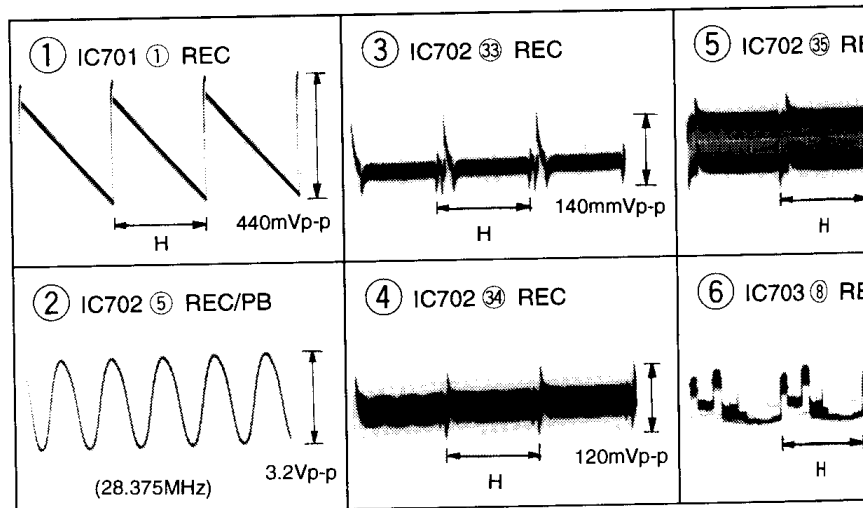 ① IC701 ① REC
H
440mVp-p
③ IC702 ㉝ REC
H
140mmVp-p
⑤ IC702 ㉟
H
② IC702 ⑤ REC/PB
(28.375MHz)
3.2Vp-p
④ IC702 ㉞ REC
H
120mVp-p
⑥ IC703 ⑧
H